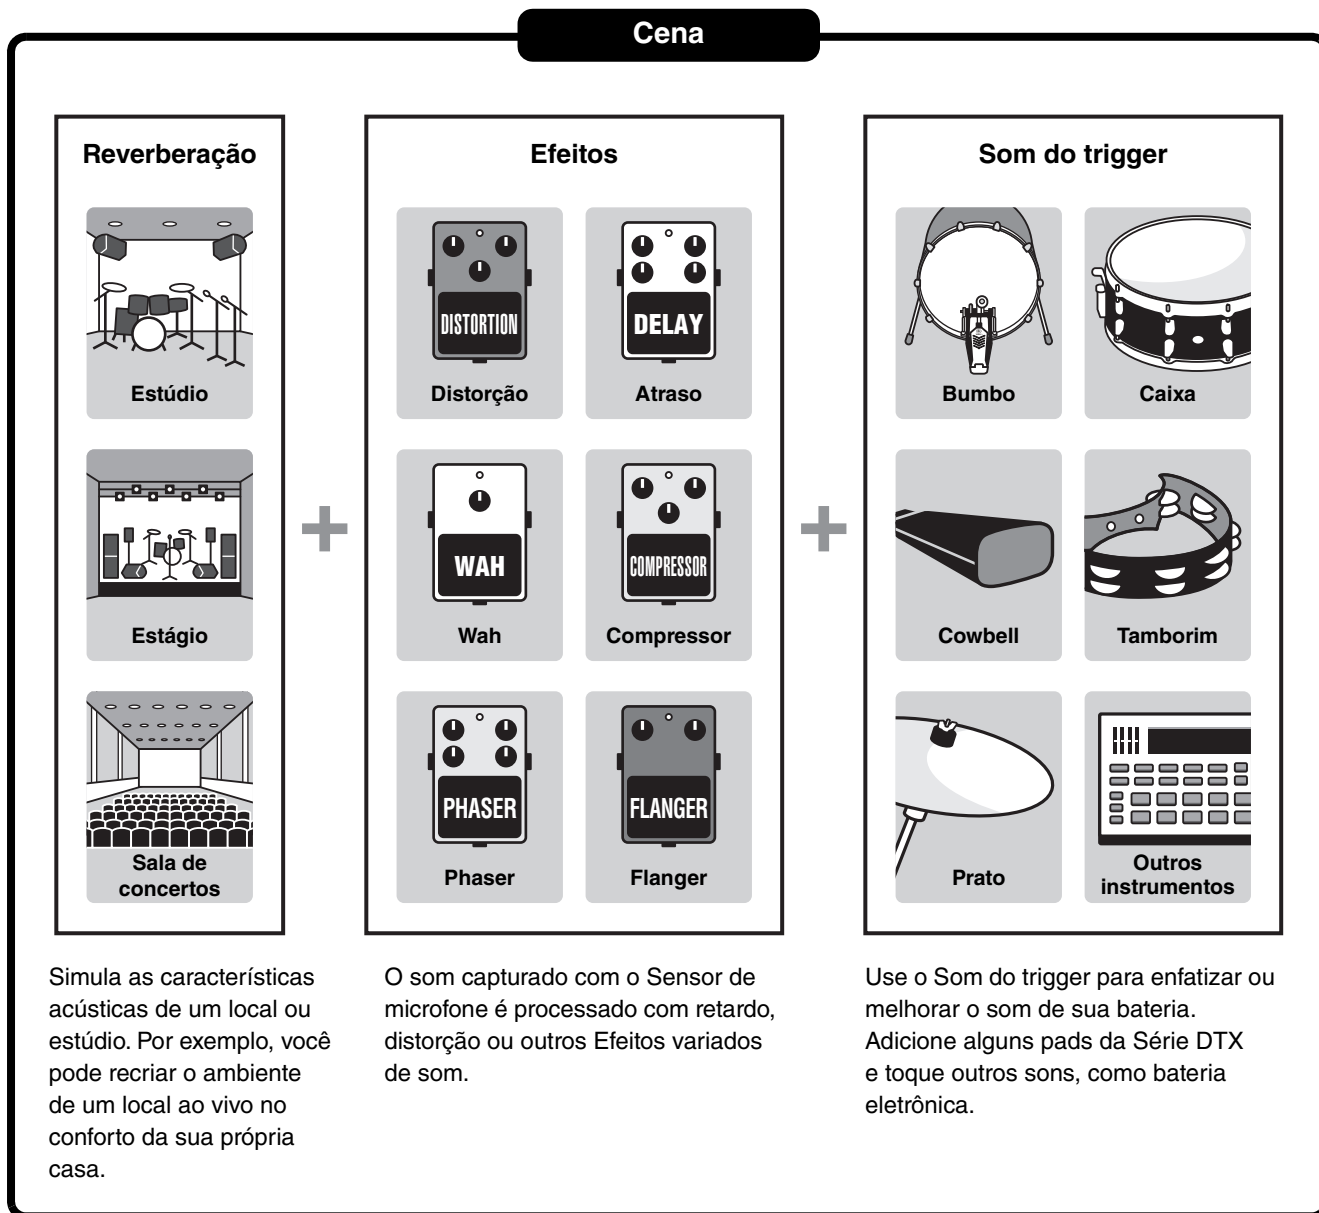 Cena
Reverberação
Estúdio
Estágio
Sala de
concertos
Simula as características
acústicas de um local ou
estúdio. Por exemplo, você
pode recriar o ambiente
de um local ao vivo no
conforto da sua própria
casa.
Efeitos
DISTORTION
Distorção
DELAY
Atraso
WAH
Wah
COMPRESSOR
Compressor
PHASER
Phaser
FLANGER
Flanger
O som capturado com o Sensor de
microfone é processado com retardo,
distorção ou outros Efeitos variados
de som.
Som do trigger
Bumbo
Caixa
Cowbell
Tamborim
Prato
Outros
instrumentos
Use o Som do trigger para enfatizar ou
melhorar o som de sua bateria.
Adicione alguns pads da Série DTX
e toque outros sons, como bateria
eletrônica.